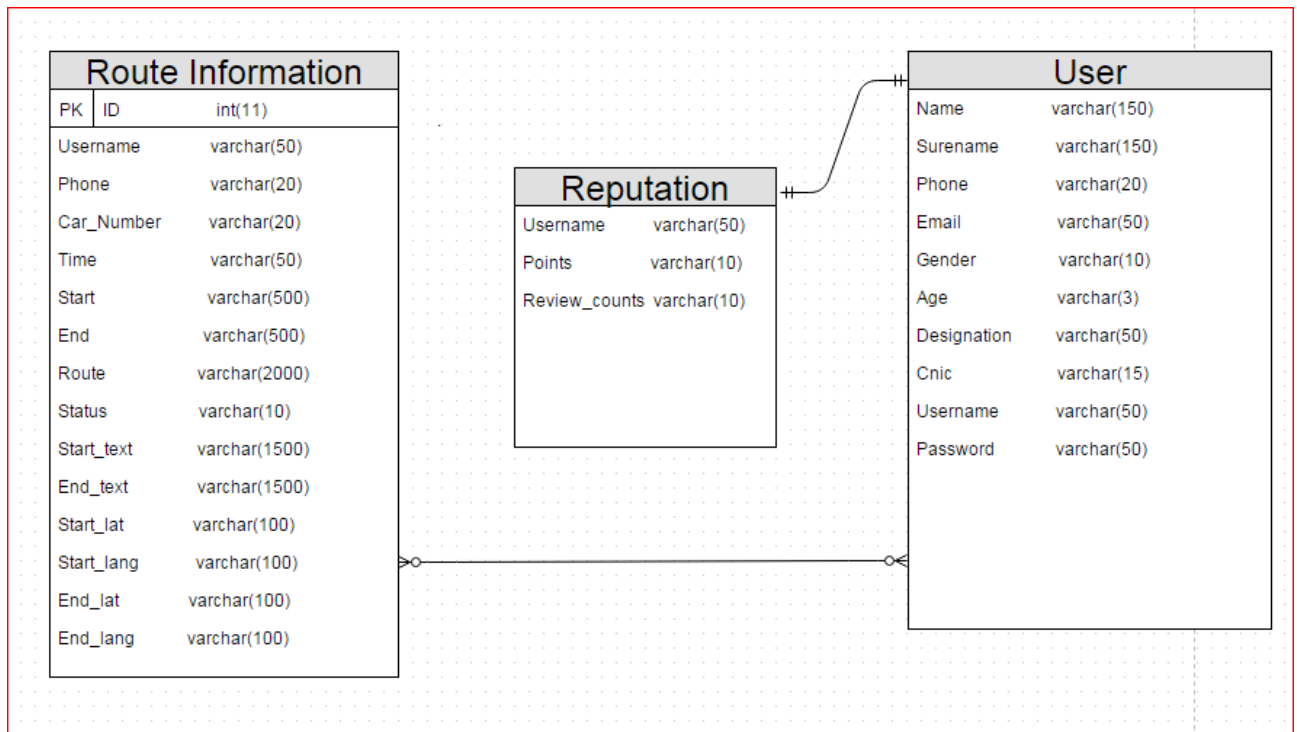 Route Information
PK ID int(11)
Username varchar(50)
Phone varchar(20)
Car_Number varchar(20)
Time varchar(50)
Start varchar(500)
End varchar(500)
Route varchar(2000)
Status varchar(10)
Start_text varchar(1500)
End_text varchar(1500)
Start_lat varchar(100)
Start_lang varchar(100)
End_lat varchar(100)
End_lang varchar(100)
Reputation
Username varchar(50)
Points varchar(10)
Review_counts varchar(10)
User
Name varchar(150)
Surename varchar(150)
Phone varchar(20)
Email varchar(50)
Gender varchar(10)
Age varchar(3)
Designation varchar(50)
Cnic varchar(15)
Username varchar(50)
Password varchar(50)